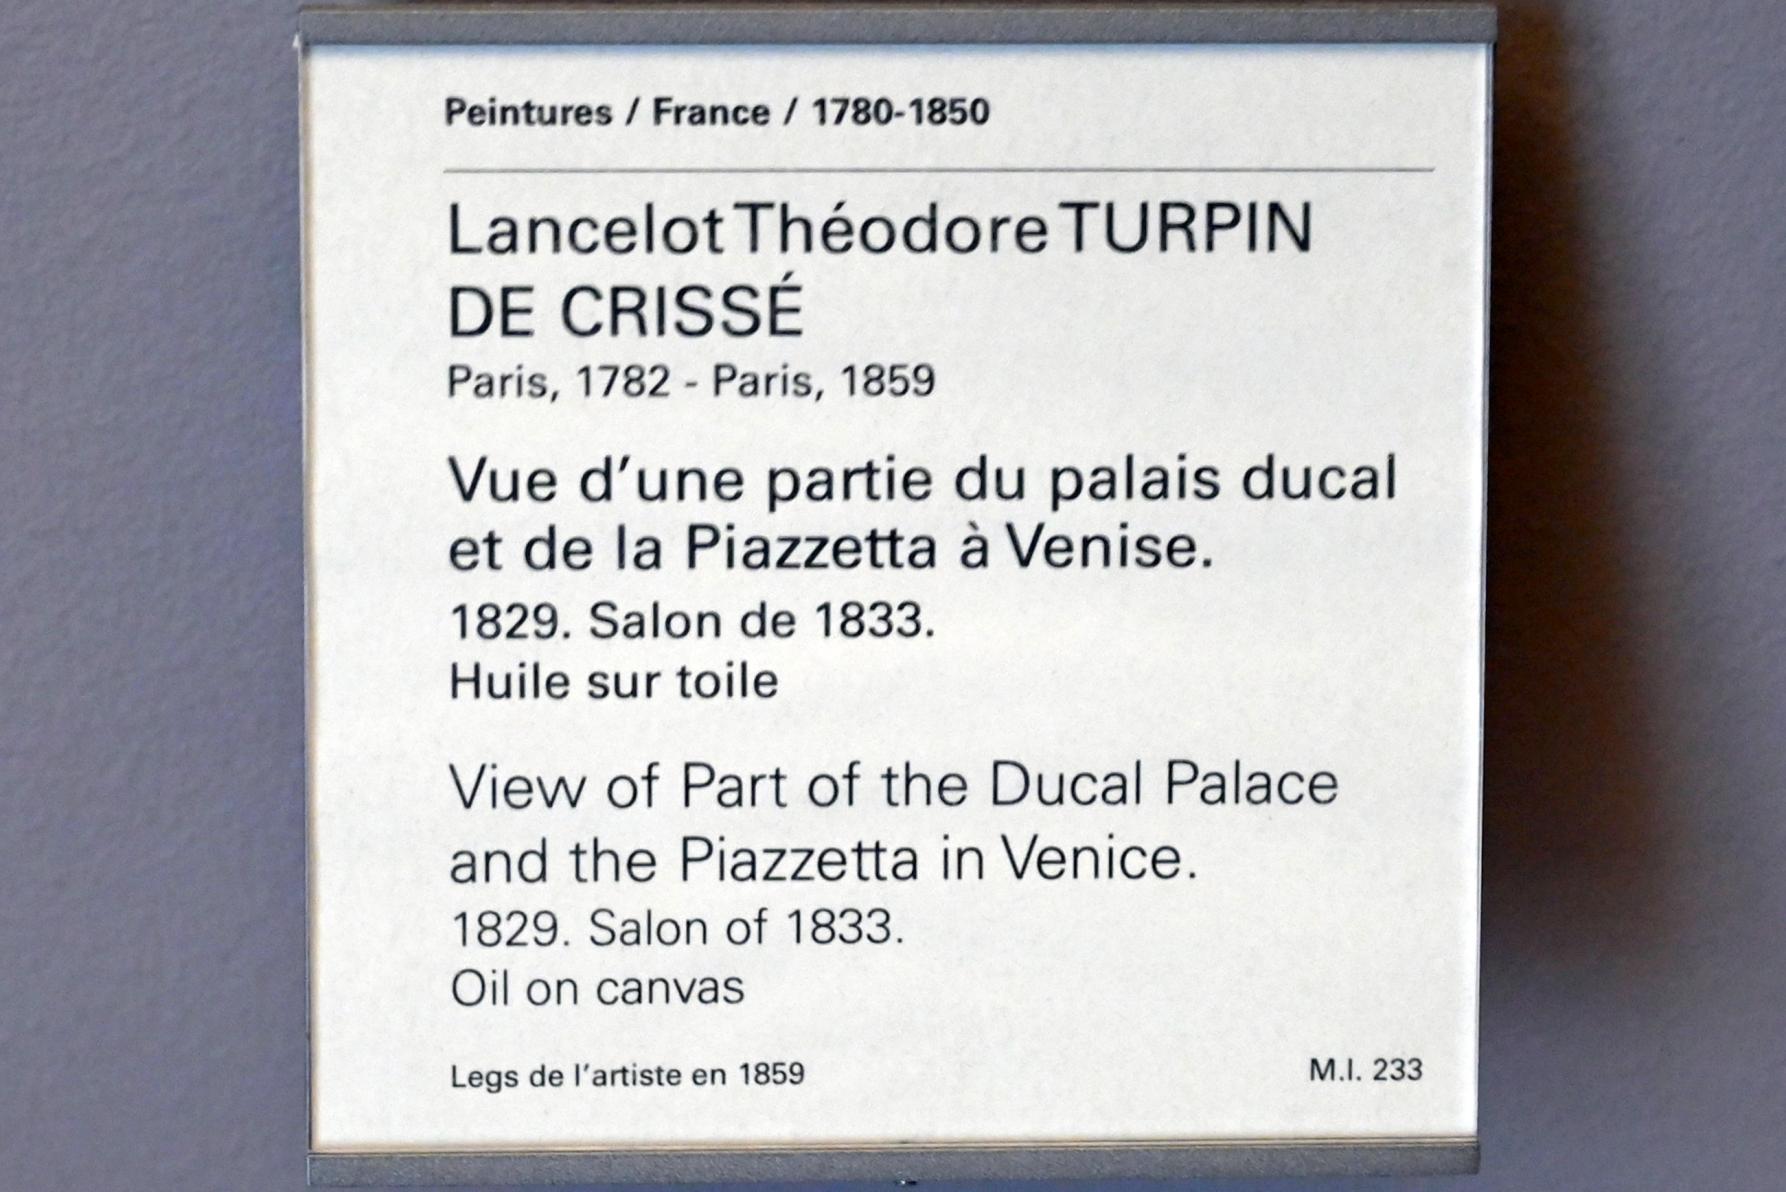 Peintures / France / 1780-1850
Lancelot Théodore TURPIN
DE CRISSÉ
Paris, 1782 - Paris, 1859
Vue d'une partie du palais ducal
et de la Piazzetta à Venise.
1829. Salon de 1833.
Huile sur toile
View of Part of the Ducal Palace
and the Piazzetta in Venice.
1829. Salon of 1833.
Oil on canvas
Legs de l'artiste en 1859
M.I. 233